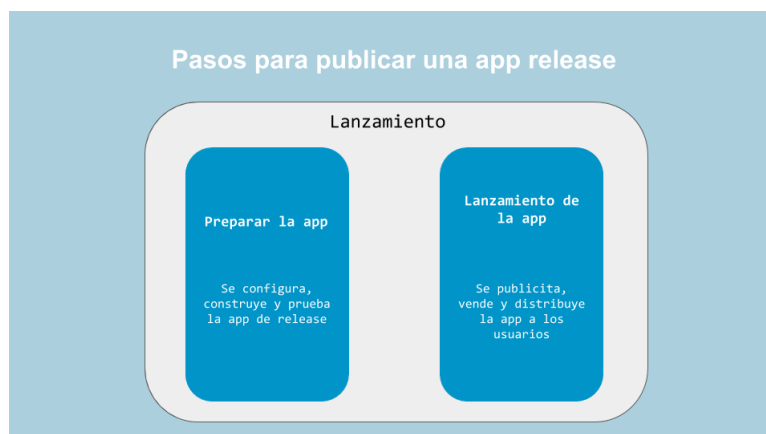 Pasos para publicar una app release
Lanzamiento
Preparar la app
Se configura,
construye y prueba
la app de release
Lanzamiento de
la app
Se publicita,
vende y distribuye
la app a los
usuarios